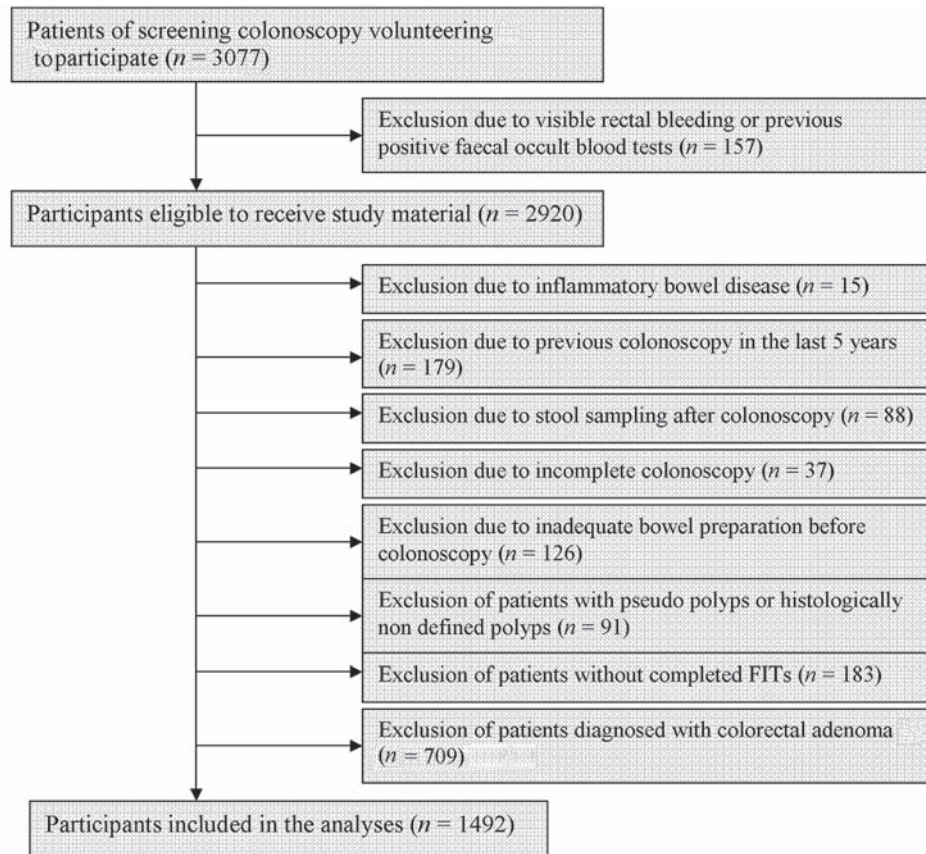 Patients of screening colonoscopy volunteering
toparticipate (n = 3077)
Exclusion due to visible rectal bleeding or previous
positive faecal occult blood tests (n = 157)
Participants eligible to receive study material (n = 2920)
Exclusion due to inflammatory bowel disease (n = 15)
Exclusion due to previous colonoscopy in the last 5 years
(n = 179)
Exclusion due to stool sampling after colonoscopy (n = 88)
Exclusion due to incomplete colonoscopy (n = 37)
Exclusion due to inadequate bowel preparation before
colonoscopy (n = 126)
Exclusion of patients with pseudo polyps or histologically
non defined polyps (n = 91)
Exclusion of patients without completed FITs (n = 183)
Exclusion of patients diagnosed with colorectal adenoma
(n = 709)
Participants included in the analyses (n = 1492)